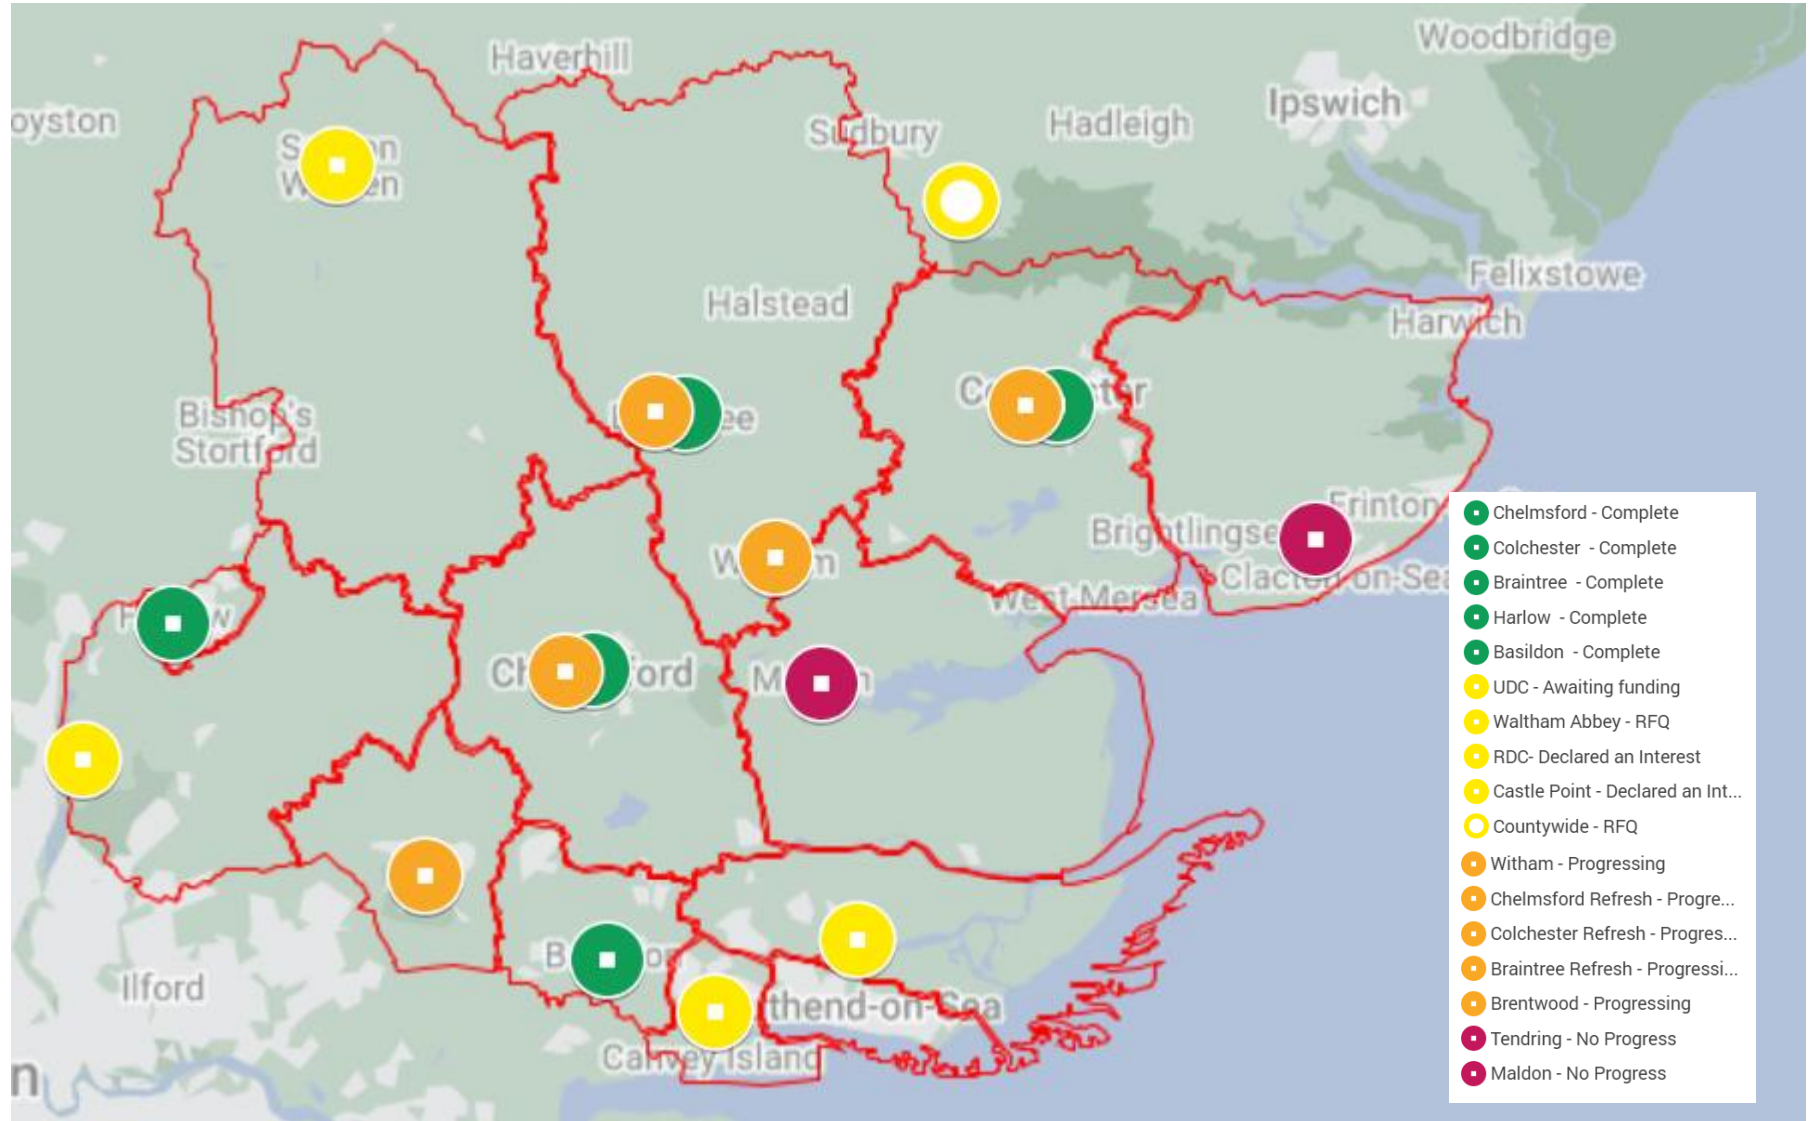 Woodbridge
Haverhill
Ipswich
oyston
Hadleigh
Sudbury
Felixstowe
Halstead
Harwich
Bishop's
Stortford
Frinton
Brightlingse
Clacton-on-Sea
West Mersea
Ilford
thend-on-Sea
Canvey Island
n
Chelmsford - Complete
Colchester - Complete
Braintree - Complete
Harlow - Complete
Basildon - Complete
UDC - Awaiting funding
Waltham Abbey - RFQ
RDC- Declared an Interest
Castle Point - Declared an Int...
Countywide - RFQ
Witham - Progressing
Chelmsford Refresh - Progre...
Colchester Refresh - Progres...
Braintree Refresh - Progressi...
Brentwood - Progressing
Tendring - No Progress
Maldon - No Progress